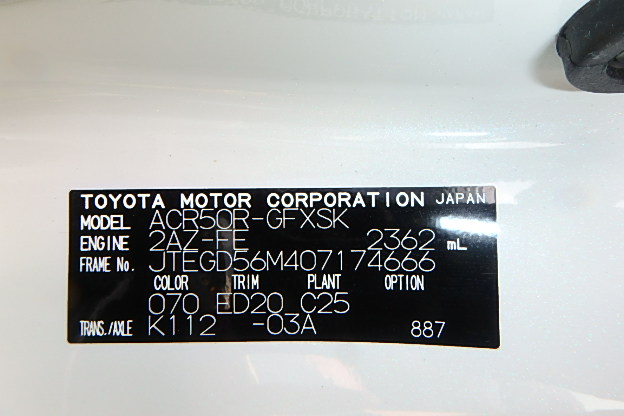 TOYOTA MOTOR CORPORATION JAPAN
MODEL ACR50R-GFXSK
ENGINE 2AZ-FE 2362 mL
FRAME No. JTEGD56M407174666
COLOR TRIM PLANT OPTION
070 ED20 C25
TRANS./AXLE K112 -03A 887